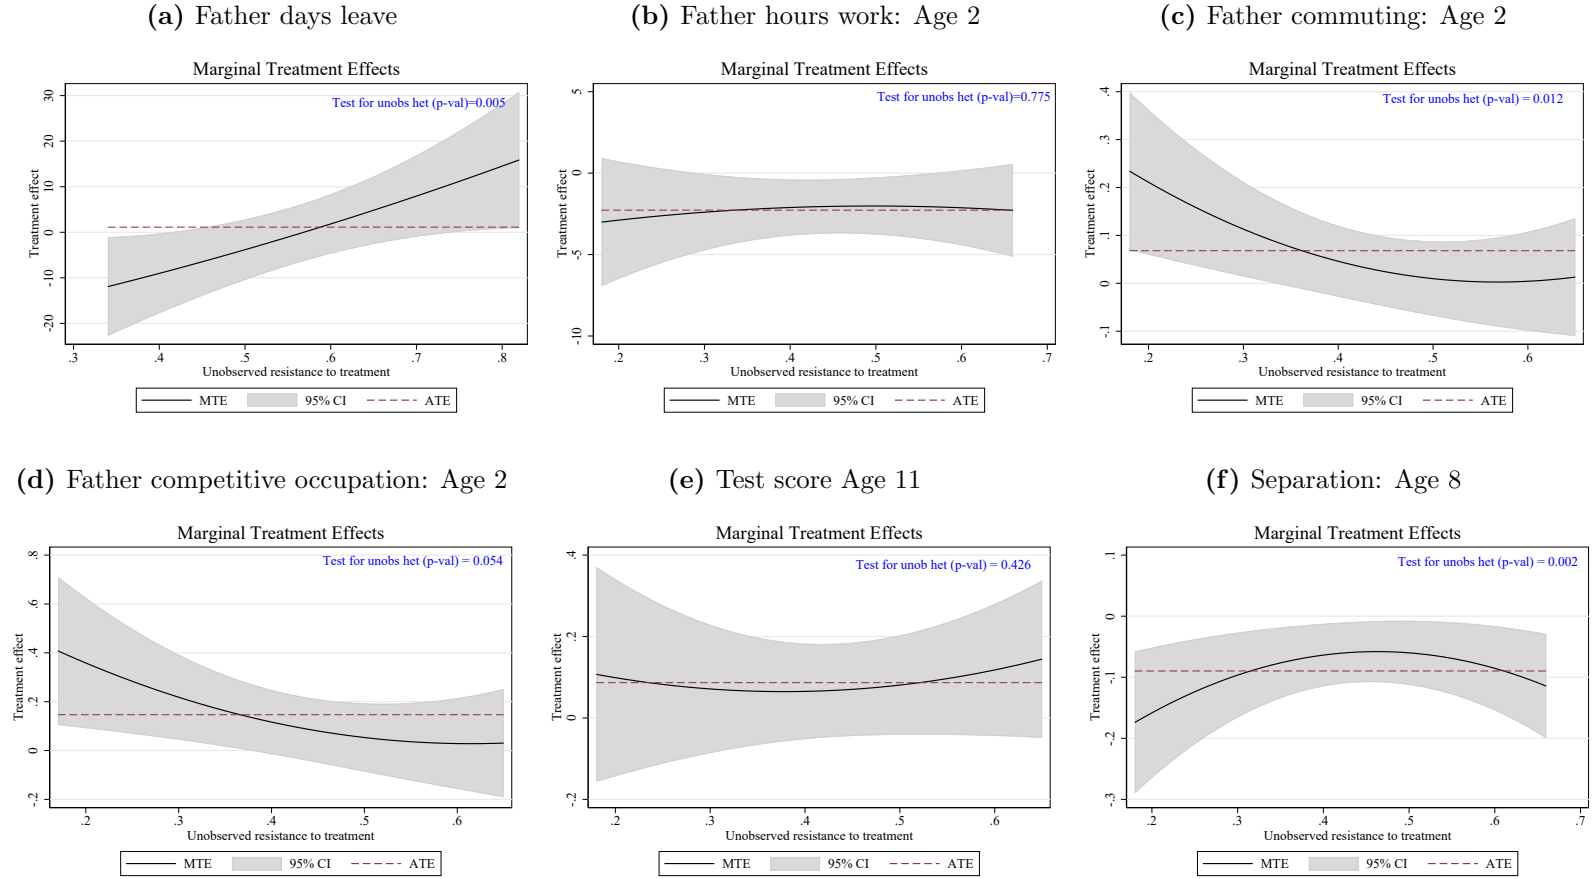 (a) Father days leave
Marginal Treatment Effects
Test for unobs het (p-val)=0.005
Treatment effect
30
20
10
0
-10
-20
.3 .4 .5 .6 .7 .8
Unobserved resistance to treatment
MTE 95% CI ATE
(b) Father hours work: Age 2
Marginal Treatment Effects
Test for unobs het (p-val)=0.775
Treatment effect
5
0
-5
-10
.2 .3 .4 .5 .6 .7
Unobserved resistance to treatment
MTE 95% CI ATE
(c) Father commuting: Age 2
Marginal Treatment Effects
Test for unobs het (p-val) = 0.012
Treatment effect
.4
.3
.2
.1
0
-.1
.2 .3 .4 .5 .6
Unobserved resistance to treatment
MTE 95% CI ATE
(d) Father competitive occupation: Age 2
Marginal Treatment Effects
Test for unobs het (p-val) = 0.054
Treatment effect
.8
.6
.4
.2
0
-.2
.2 .3 .4 .5 .6
Unobserved resistance to treatment
MTE 95% CI ATE
(e) Test score Age 11
Marginal Treatment Effects
Test for unob het (p-val) = 0.426
Treatment effect
.4
.2
0
-.2
.2 .3 .4 .5 .6
Unobserved resistance to treatment
MTE 95% CI ATE
(f) Separation: Age 8
Marginal Treatment Effects
Test for unobs het (p-val) = 0.002
Treatment effect
.1
0
-.1
-.2
-.3
.2 .3 .4 .5 .6 .7
Unobserved resistance to treatment
MTE 95% CI ATE